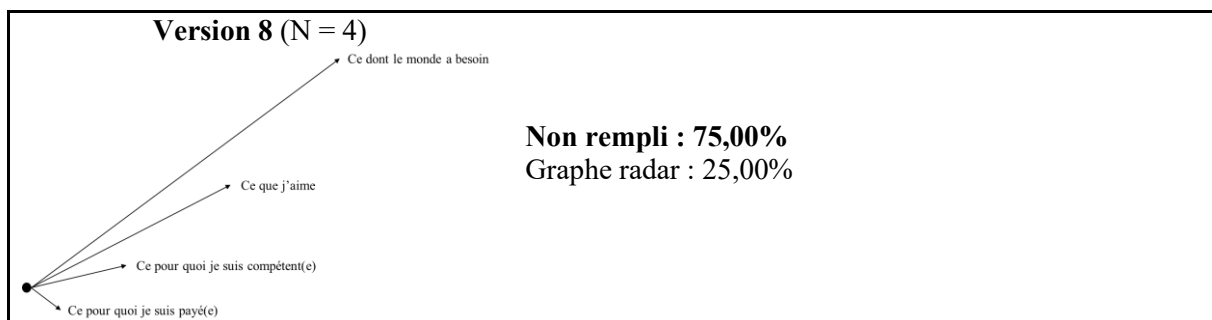 Version 8 (N = 4)
Ce dont le monde a besoin
Non rempli : 75,00%
Graphe radar : 25,00%
Ce que j’aime
Ce pour quoi je suis compétent(e)
Ce pour quoi je suis payé(e)